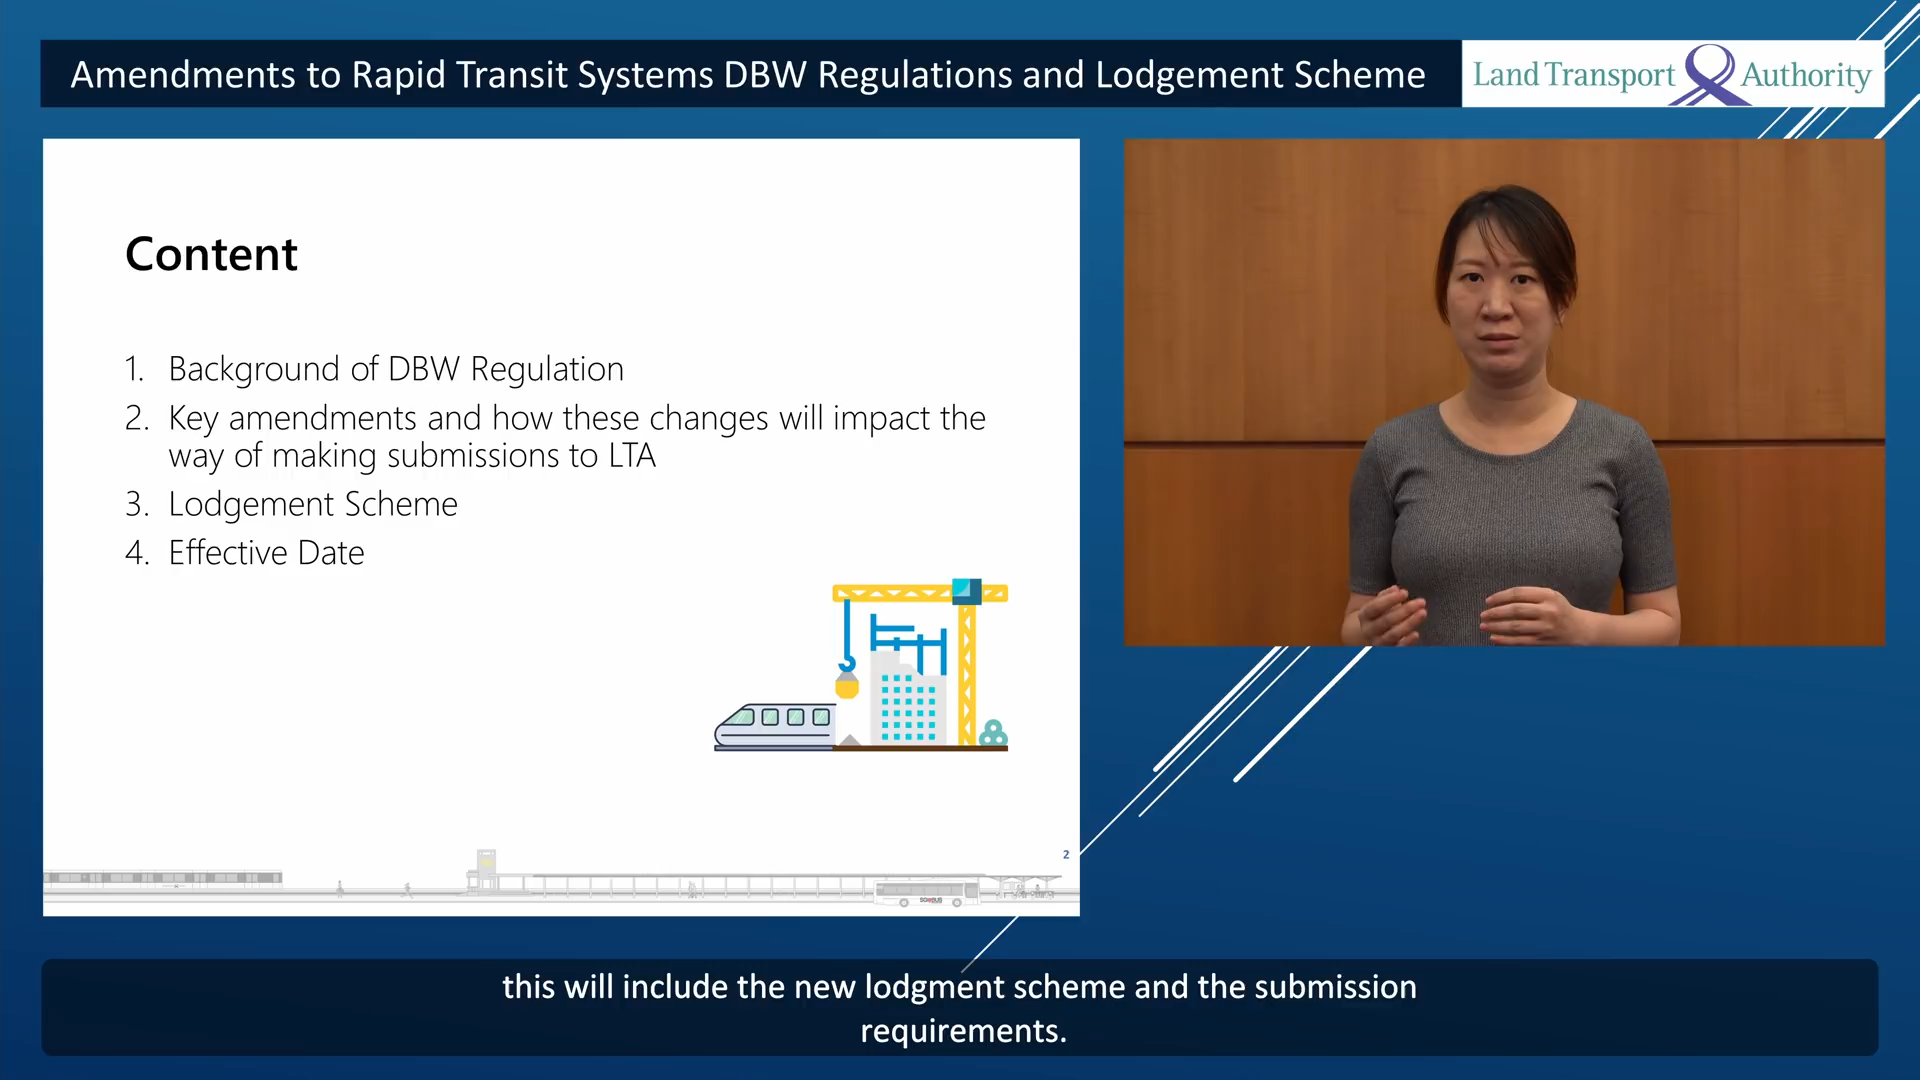 Amendments to Rapid Transit Systems DBW Regulations and Lodgement Scheme
Land Transport Authority
Content
1. Background of DBW Regulation
2. Key amendments and how these changes will impact the
way of making submissions to LTA
3. Lodgement Scheme
4. Effective Date
2
SG BUS
this will include the new lodgment scheme and the submission
requirements.